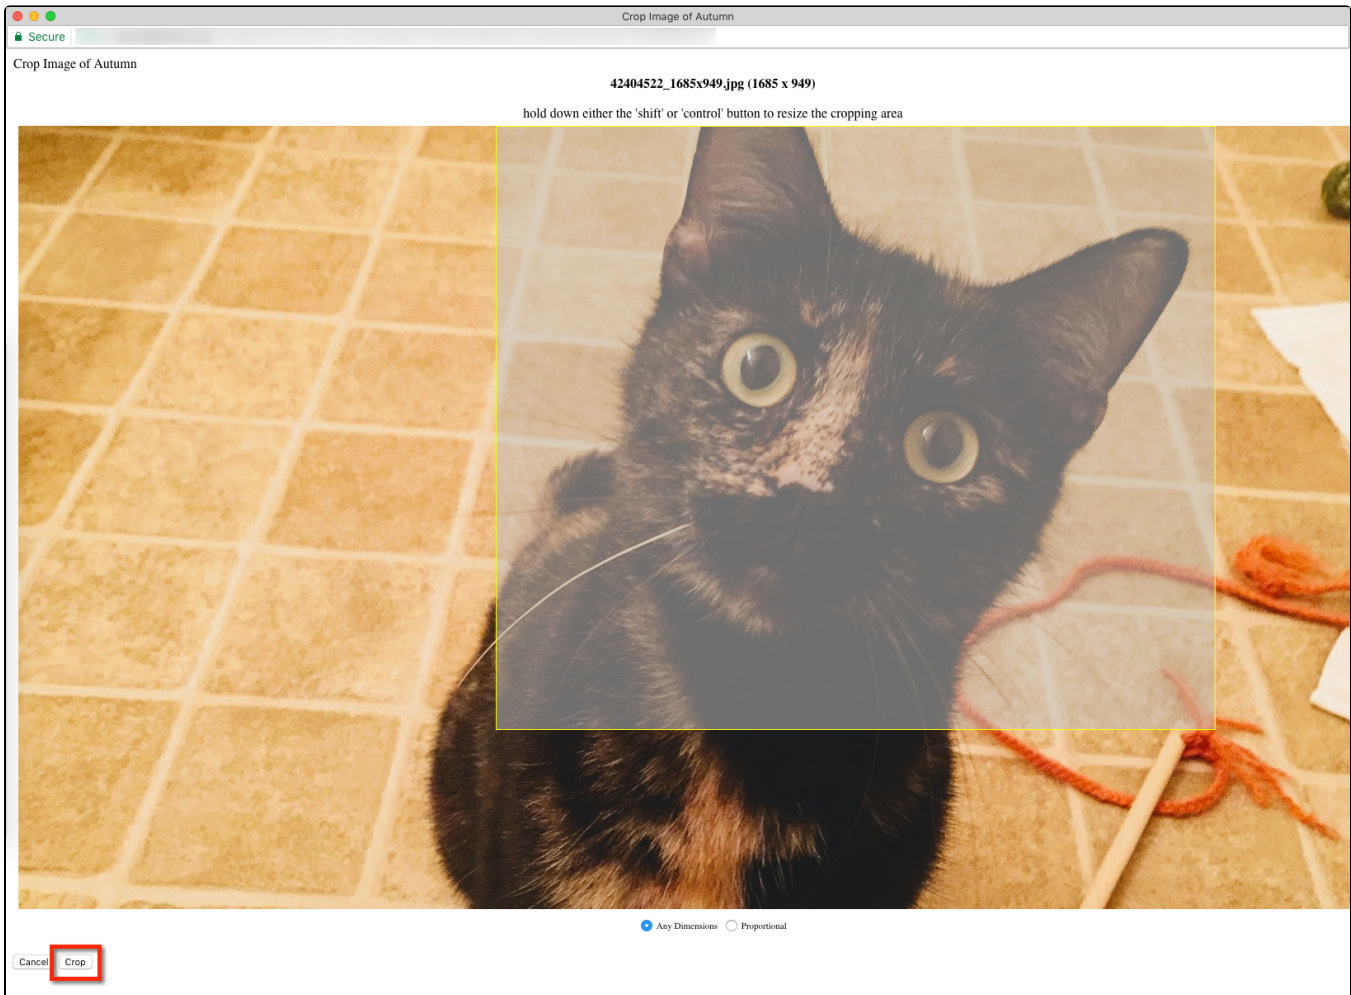 Crop Image of Autumn
Secure
Crop Image of Autumn
42404522_1685x949.jpg (1685 x 949)
hold down either the 'shift' or 'control' button to resize the cropping area
Any Dimensions Proportional
Cancel Crop